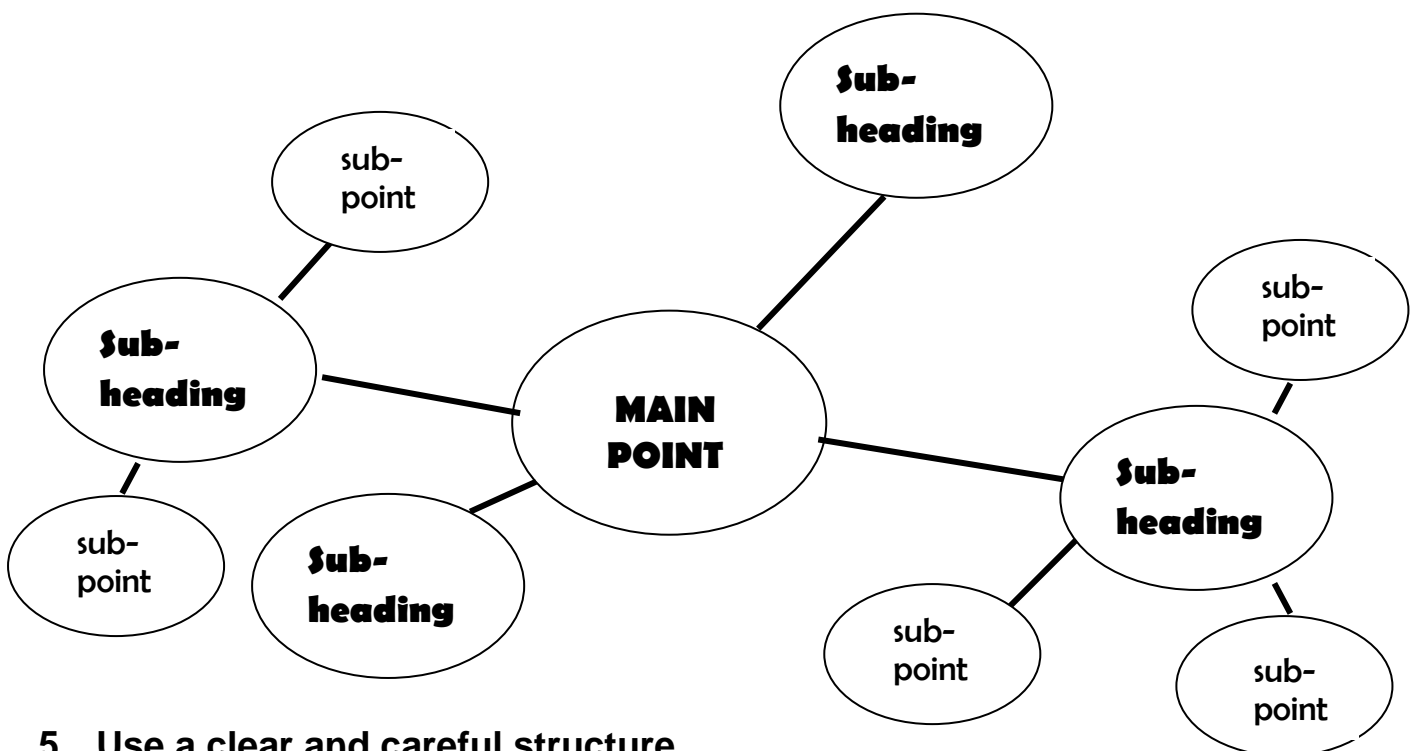 Sub-
heading
sub-
point
sub-
point
Sub-
heading
MAIN
POINT
Sub-
heading
sub-
point
Sub-
heading
sub-
point
sub-
point
5 Use a clear and careful structure